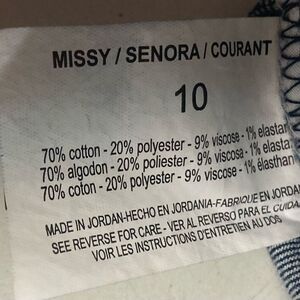 MISSY / SENORA / COURANT
10
70% cotton - 20% polyester - 9% viscose - 1% elastan
70% algodon - 20% poliester - 9% viscosa - 1% elasta
70% coton - 20% polyester - 9% viscose - 1% élasthan
MADE IN JORDAN-HECHO EN JORDANIA-FABRIQUE EN JORDA
SEE REVERSE FOR CARE - VER AL REVERSO PARA EL CUIDA
VOIR LES INSTRUCTIONS D'ENTRETIEN AU DOS